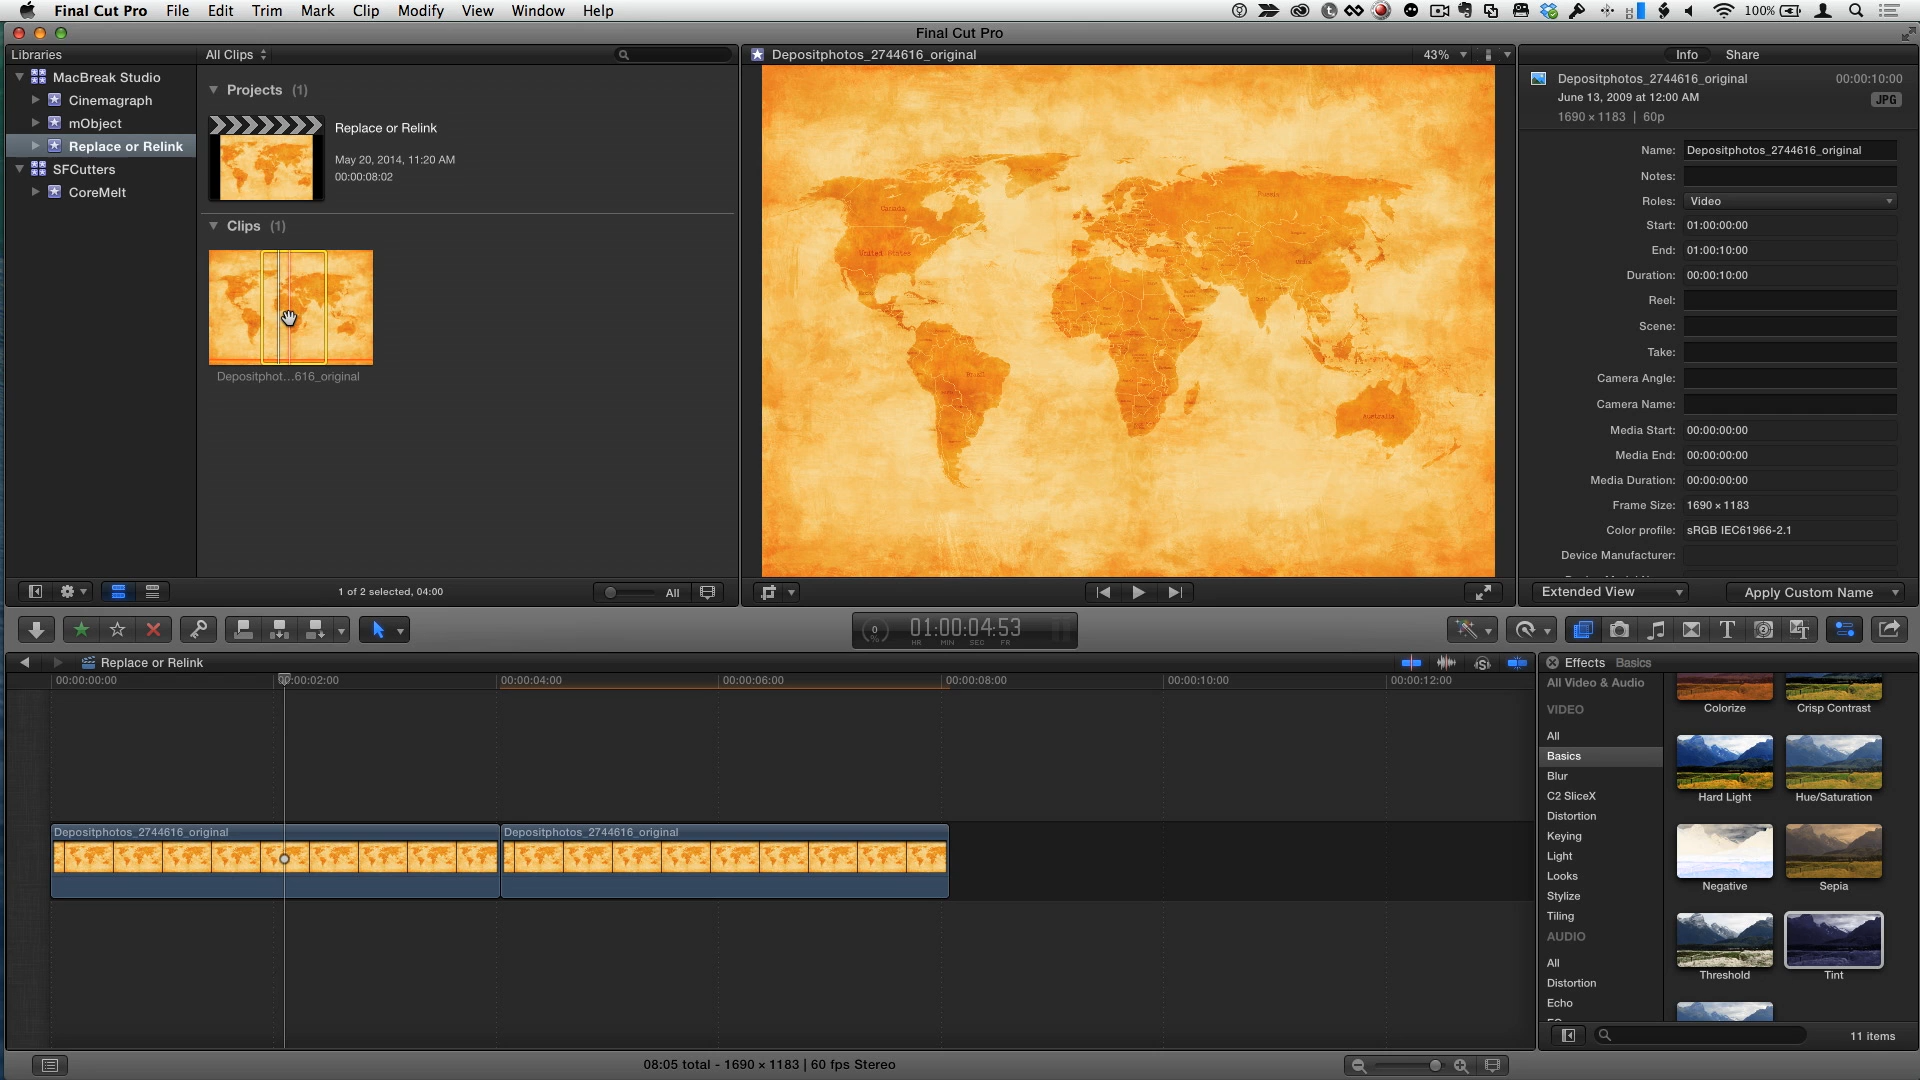 Final Cut Pro File Edit Trim Mark Clip Modify View Window Help
100%
Final Cut Pro
Libraries
All Clips
Depositphotos_2744616_original
43%
Info Share
MacBreak Studio
Cinemagraph
mObject
Replace or Relink
SFCutters
CoreMelt
Projects (1)
Replace or Relink
May 20, 2014, 11:20 AM
00:00:08:02
Clips (1)
Depositphot...616_original
Canada
United States
Brazil
Russia
Australia
Depositphotos_2744616_original 00:00:10:00
June 13, 2009 at 12:00 AM
JPG
1690 × 1183 | 60p
Name: Depositphotos_2744616_original
Notes:
Roles: Video
Start: 01:00:00:00
End: 01:00:10:00
Duration: 00:00:10:00
Reel:
Scene:
Take:
Camera Angle:
Camera Name:
Media Start: 00:00:00:00
Media End: 00:00:00:00
Media Duration: 00:00:00:00
Frame Size: 1690 × 1183
Color profile: sRGB IEC61966-2.1
Device Manufacturer:
1 of 2 selected, 04:00
All
Extended View
Apply Custom Name
0 %
01:00:04:53
HR MIN SEC FR
Replace or Relink
00:00:00:00 00:00:02:00 00:00:04:00 00:00:06:00 00:00:08:00 00:00:10:00 00:00:12:00
Depositphotos_2744616_original
Depositphotos_2744616_original
Effects Basics
All Video & Audio
VIDEO
All
Basics
Blur
C2 SliceX
Distortion
Keying
Light
Looks
Stylize
Tiling
AUDIO
All
Distortion
Echo
Colorize
Crisp Contrast
Hard Light
Hue/Saturation
Negative
Sepia
Threshold
Tint
11 items
08:05 total - 1690 × 1183 | 60 fps Stereo